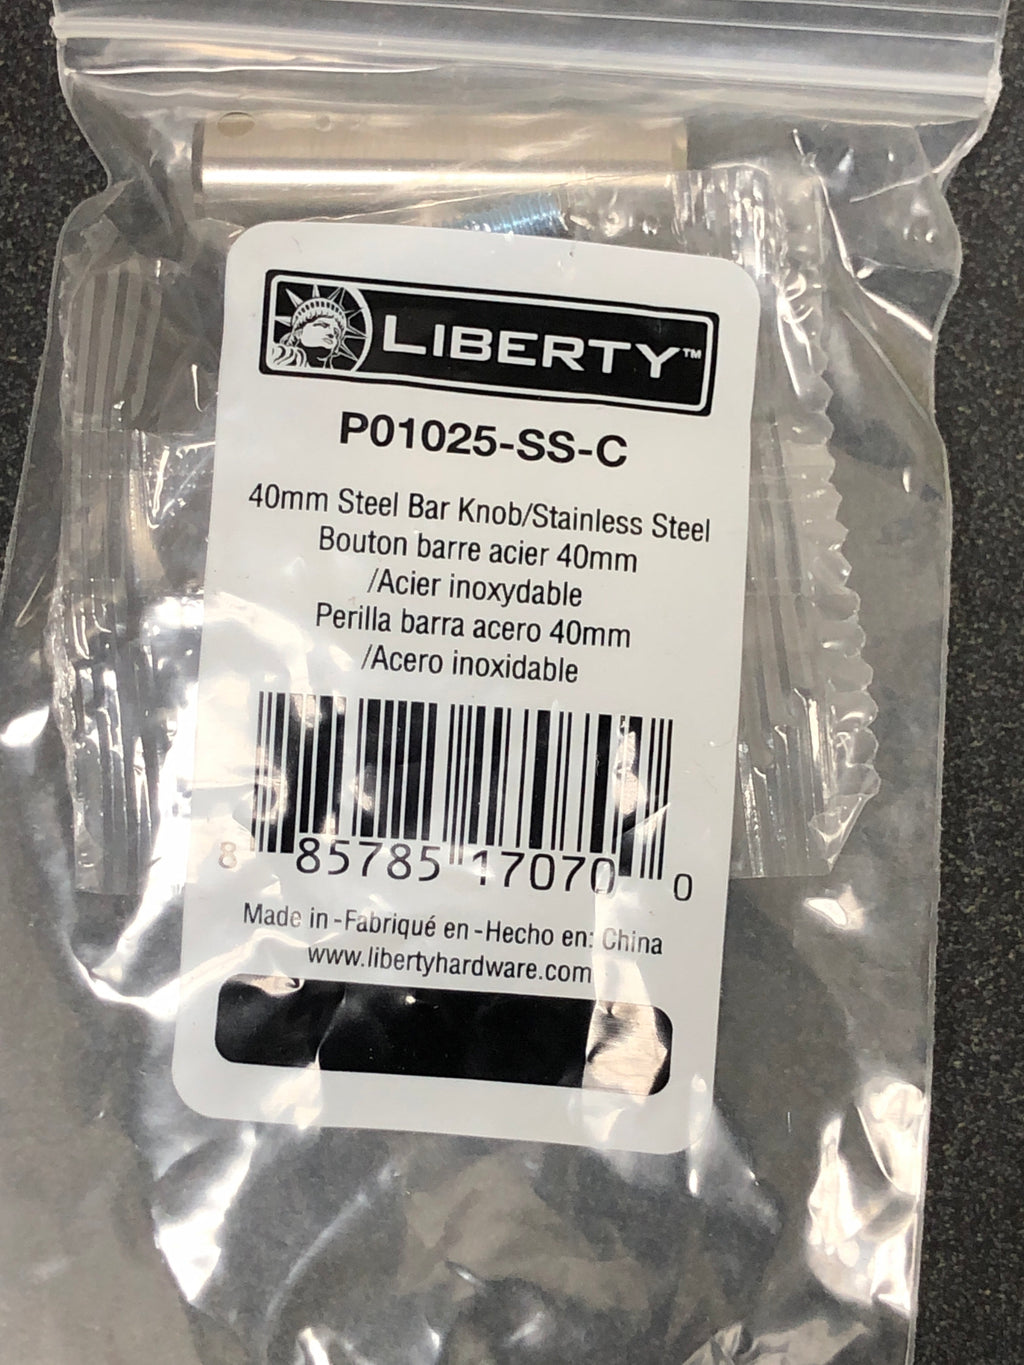 LIBERTY™
P01025-SS-C
40mm Steel Bar Knob/Stainless Steel
Bouton barre acier 40mm
/Acier inoxydable
Perilla barra acero 40mm
/Acero inoxidable
8 85785 17070 0
Made in -Fabriqué en -Hecho en: China
www.libertyhardware.com